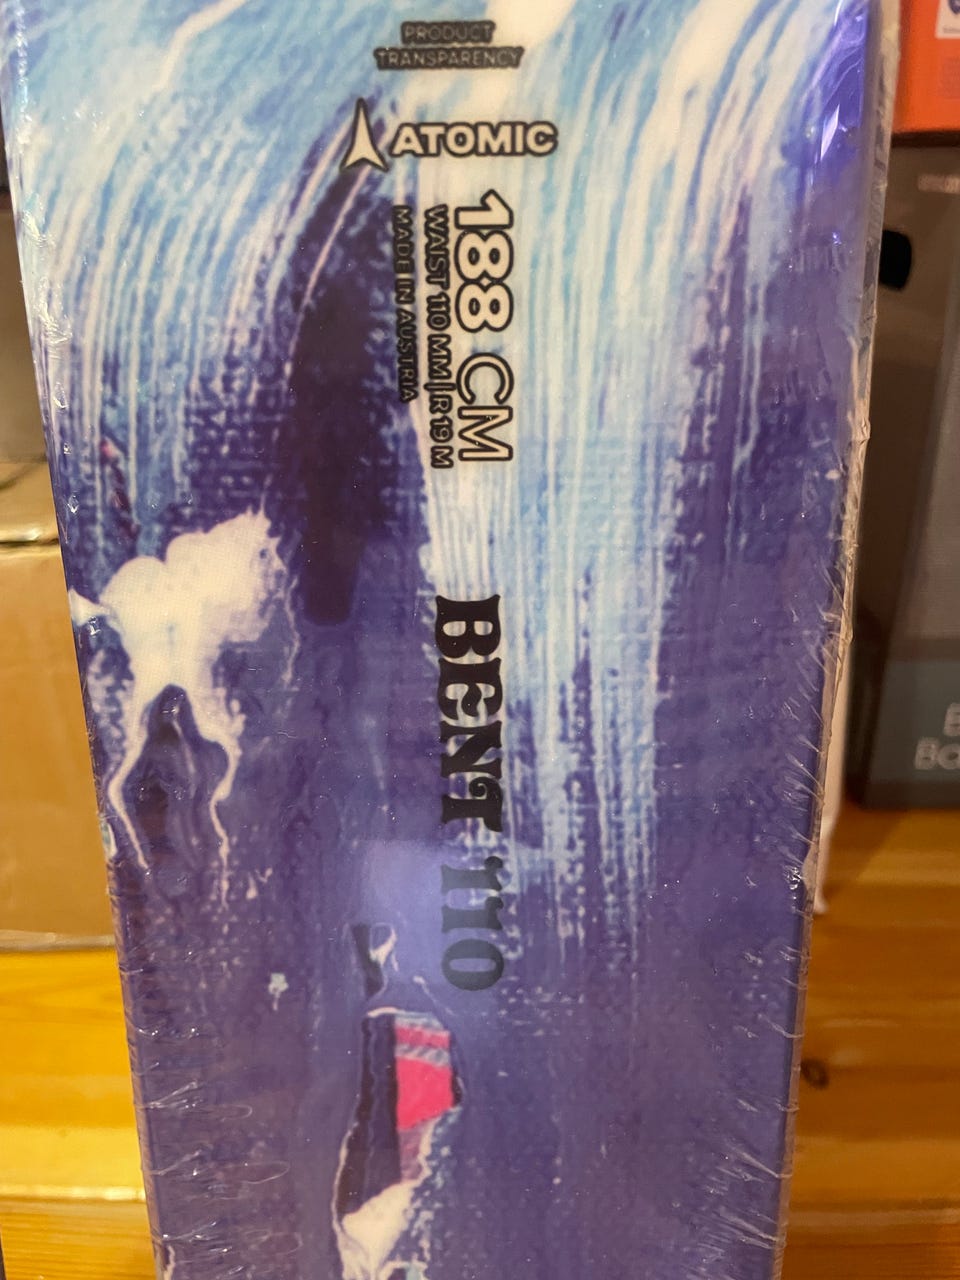 PRODUCT
TRANSPARENCY
ATOMIC
188 CM
WAIST 110 MM | R 19 M
MADE IN AUSTRIA
BENT 110